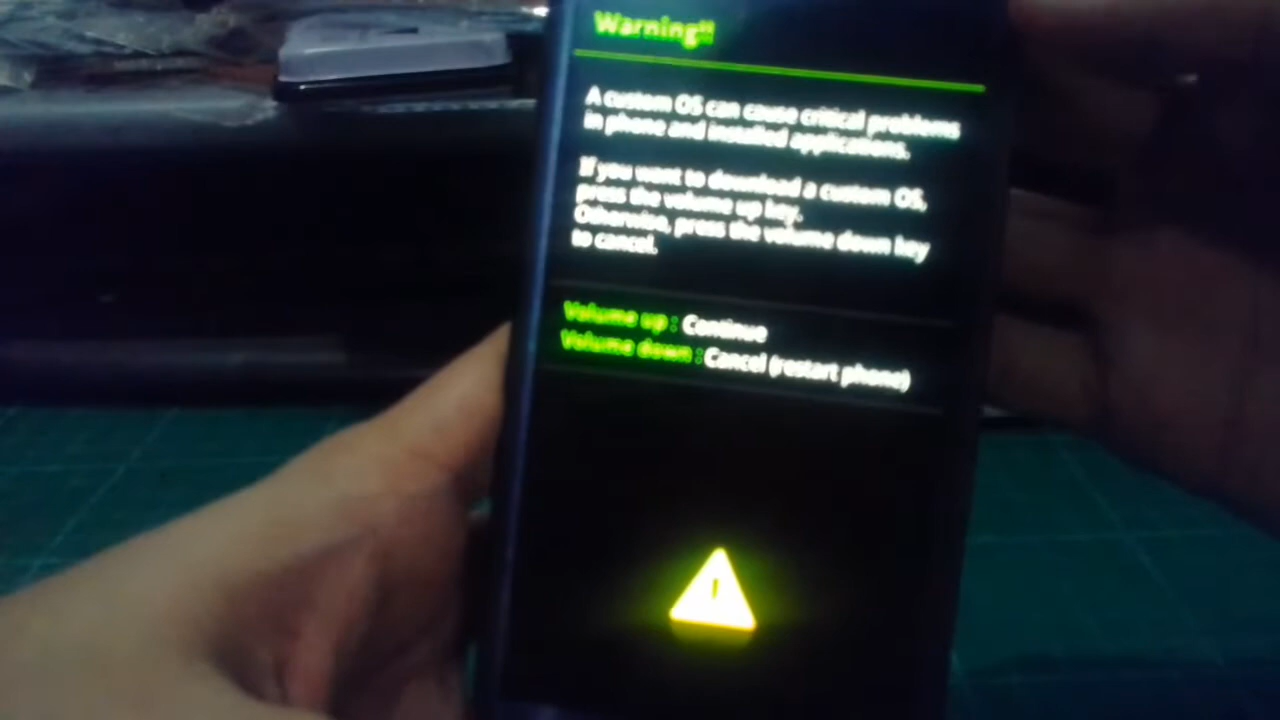 Warning!!
A custom OS can cause critical problems
in phone and installed applications.
If you want to download a custom OS,
press the volume up key.
Otherwise, press the volume down key
to cancel.
Volume up : Continue
Volume down : Cancel (restart phone)